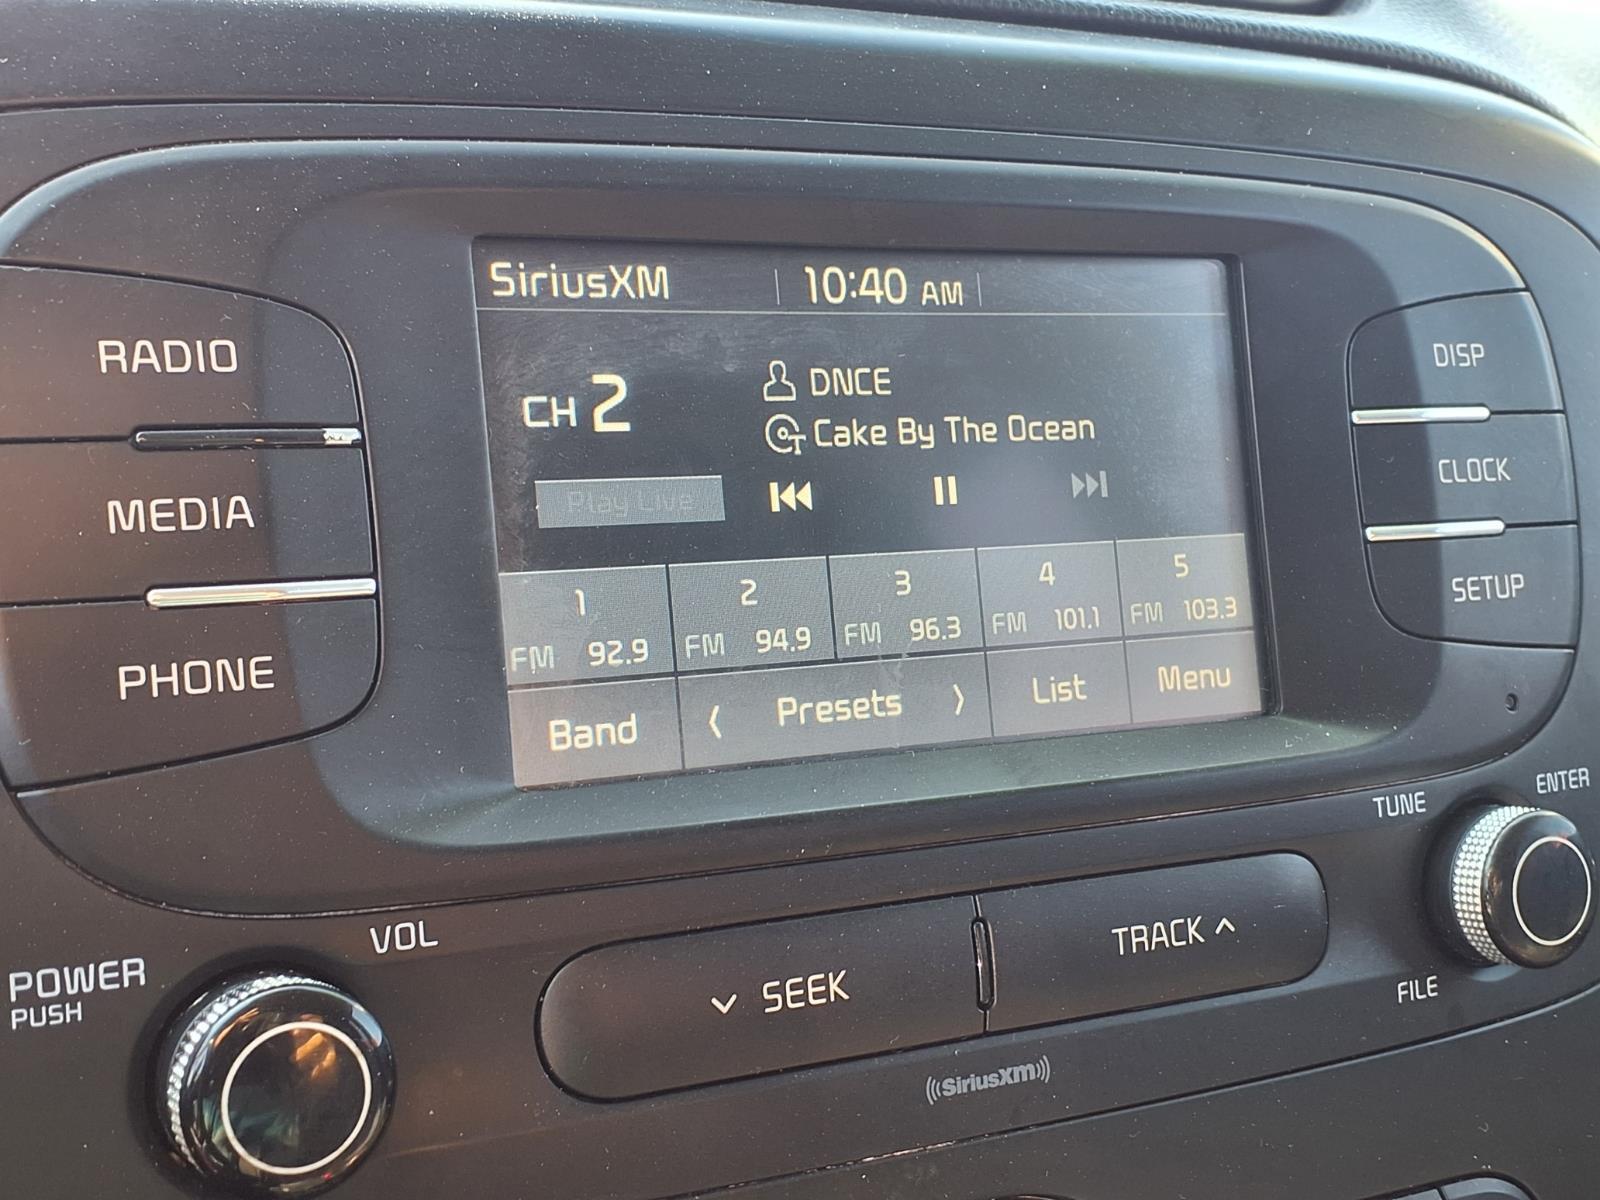 SiriusXM 10:40 AM
CH 2
DNCE
Cake By The Ocean
Play Live
1 2 3 4 5
FM 92.9 FM 94.9 FM 96.3 FM 101.1 FM 103.3
Band Presets List Menu
RADIO
MEDIA
PHONE
DISP
CLOCK
SETUP
POWER
PUSH
VOL
SEEK
TRACK
TUNE
ENTER
FILE
SiriusXM